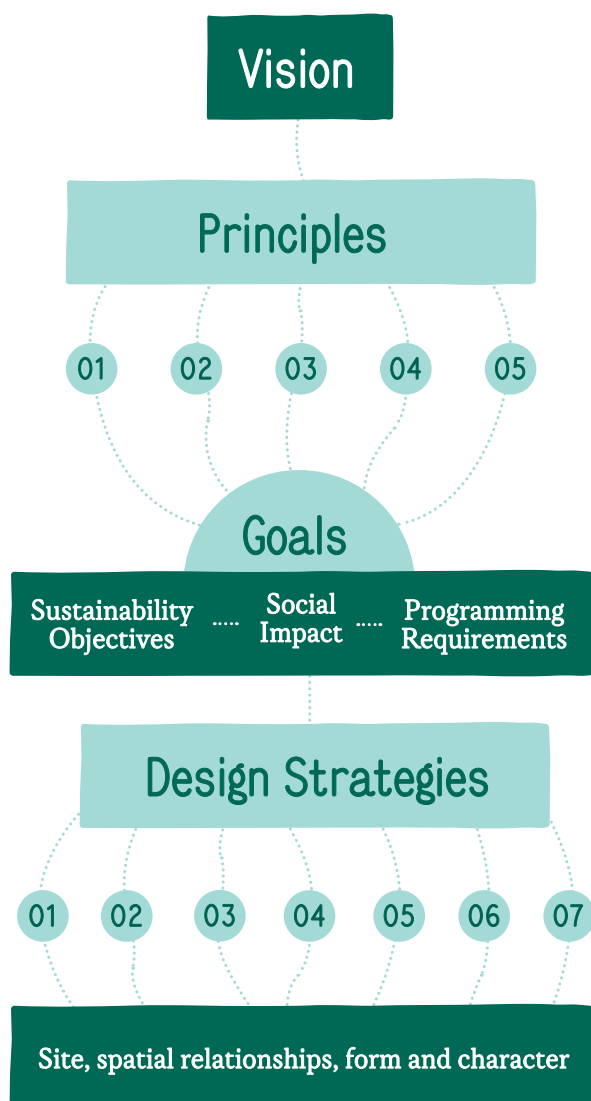 Vision
Principles
01 02 03 04 05
Goals
Sustainability Objectives ..... Social Impact ..... Programming Requirements
Design Strategies
01 02 03 04 05 06 07
Site, spatial relationships, form and character